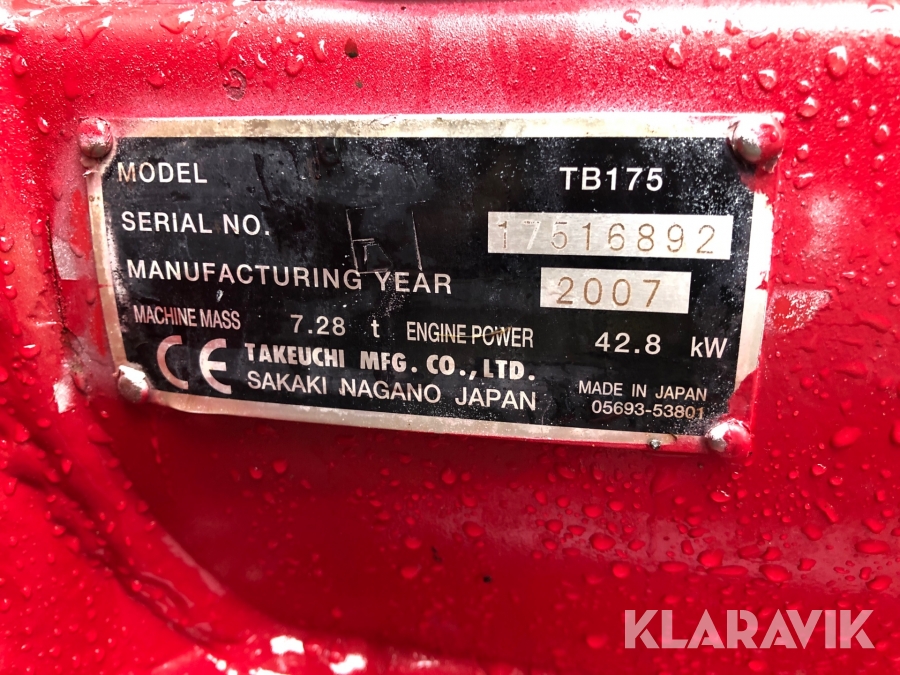 MODEL TB175
SERIAL NO. 17516892
MANUFACTURING YEAR 2007
MACHINE MASS 7.28 t ENGINE POWER 42.8 kW
CE TAKEUCHI MFG. CO., LTD.
SAKAKI NAGANO JAPAN
MADE IN JAPAN
05693-53801
KLARAVIK